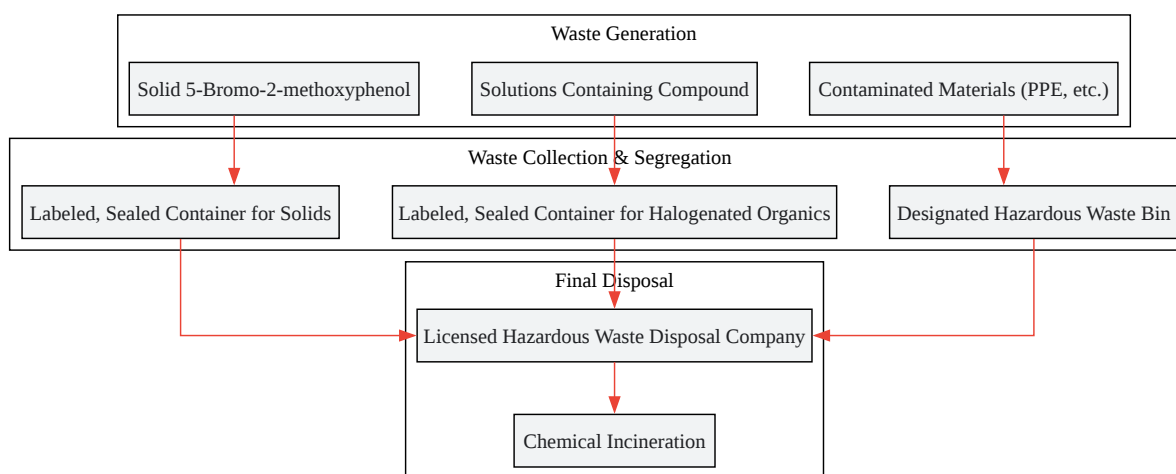 Waste Generation
Solid 5-Bromo-2-methoxyphenol
Solutions Containing Compound
Contaminated Materials (PPE, etc.)
Waste Collection & Segregation
Labeled, Sealed Container for Solids
Labeled, Sealed Container for Halogenated Organics
Designated Hazardous Waste Bin
Final Disposal
Licensed Hazardous Waste Disposal Company
Chemical Incineration